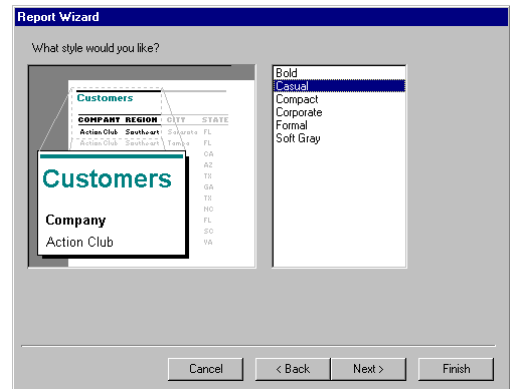 Report Wizard
What style would you like?
Customers
COMPANY REGION CITY STATE
Action Club Southeast Sarasota FL
Action Club Southeast Tampa FL
CA
AZ
TX
GA
TX
NC
FL
SC
VA
Customers
Company
Action Club
Bold
Casual
Compact
Corporate
Formal
Soft Gray
Cancel
< Back
Next >
Finish